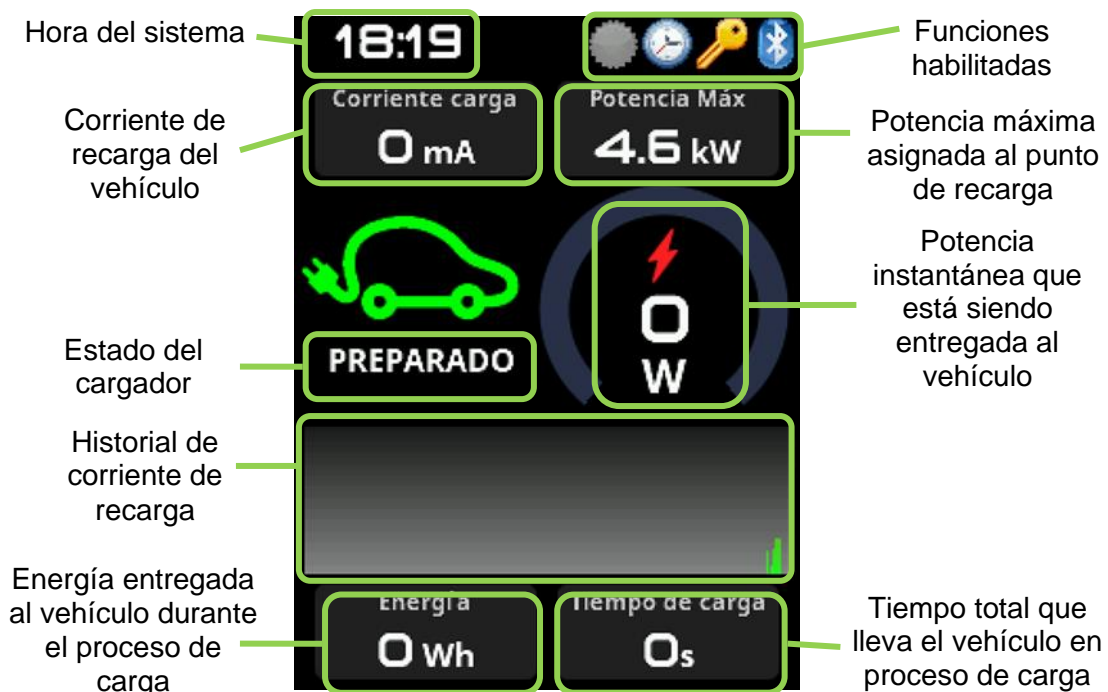 Hora del sistema
18:19
Funciones
habilitadas
Corriente de
recarga del
vehículo
Corriente carga
0 mA
Potencia Máx
4.6 kW
Potencia máxima
asignada al punto
de recarga
Potencia
instantánea que
está siendo
entregada al
vehículo
0
W
Estado del
cargador
PREPARADO
Historial de
corriente de
recarga
Energía entregada
al vehículo durante
el proceso de
carga
Energía
0 Wh
Tiempo de carga
0s
Tiempo total que
lleva el vehículo en
proceso de carga